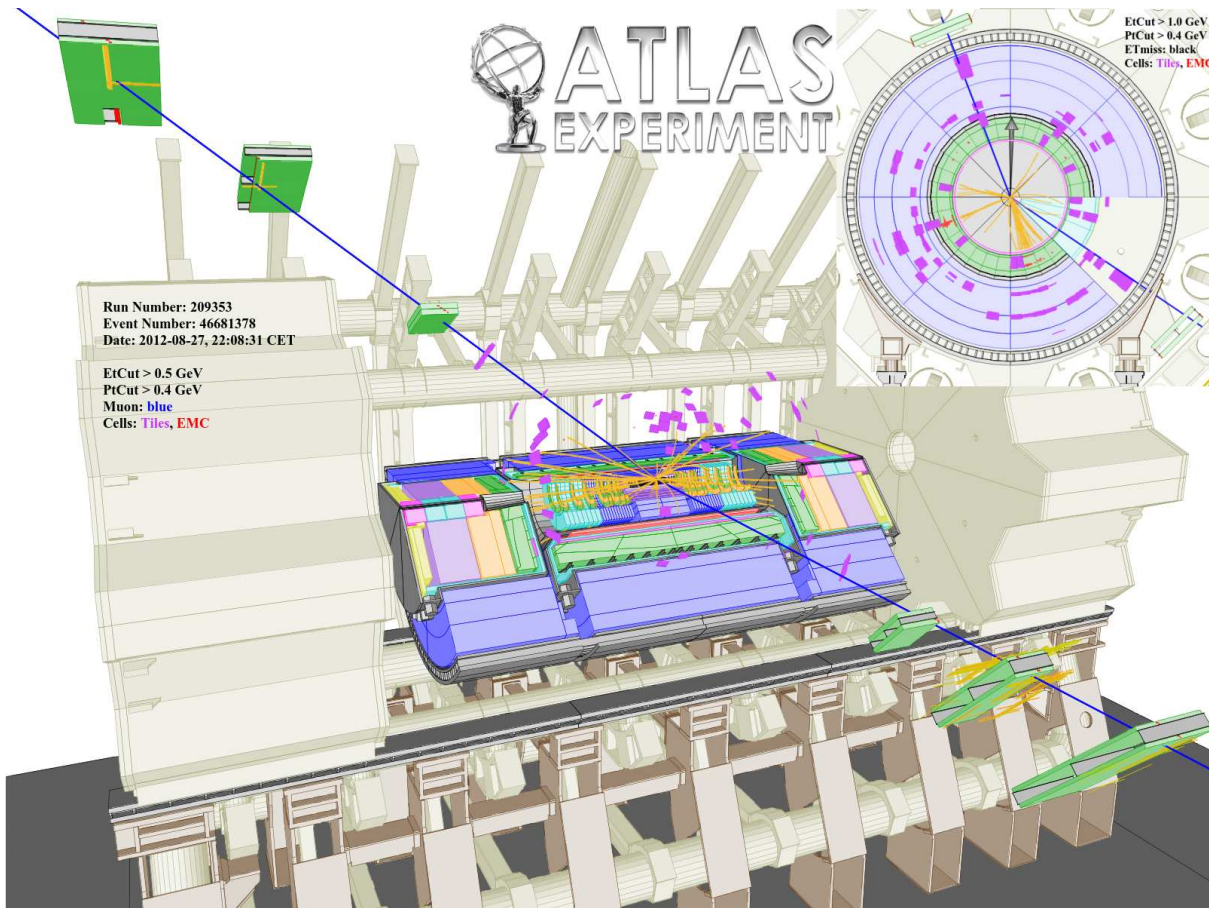 ATLAS
EXPERIMENT
EtCut > 1.0 GeV
PtCut > 0.4 GeV
ETmiss: black
Cells: Tiles, EMC
Run Number: 209353
Event Number: 46681378
Date: 2012-08-27, 22:08:31 CET
EtCut > 0.5 GeV
PtCut > 0.4 GeV
Muon: blue
Cells: Tiles, EMC